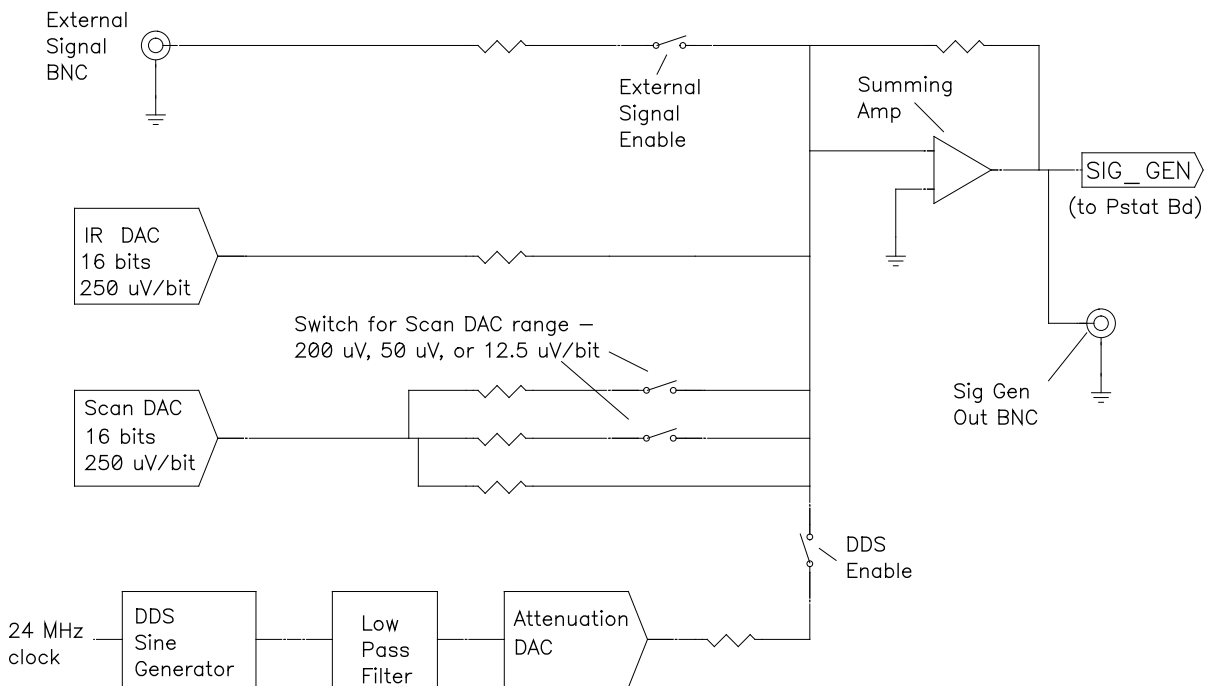 External
Signal
BNC
External
Signal
Enable
Summing
Amp
SIG_GEN
(to Pstat Bd)
IR DAC
16 bits
250 uV/bit
Switch for Scan DAC range –
200 uV, 50 uV, or 12.5 uV/bit
Scan DAC
16 bits
250 uV/bit
Sig Gen
Out BNC
DDS
Enable
24 MHz
clock
DDS
Sine
Generator
Low
Pass
Filter
Attenuation
DAC